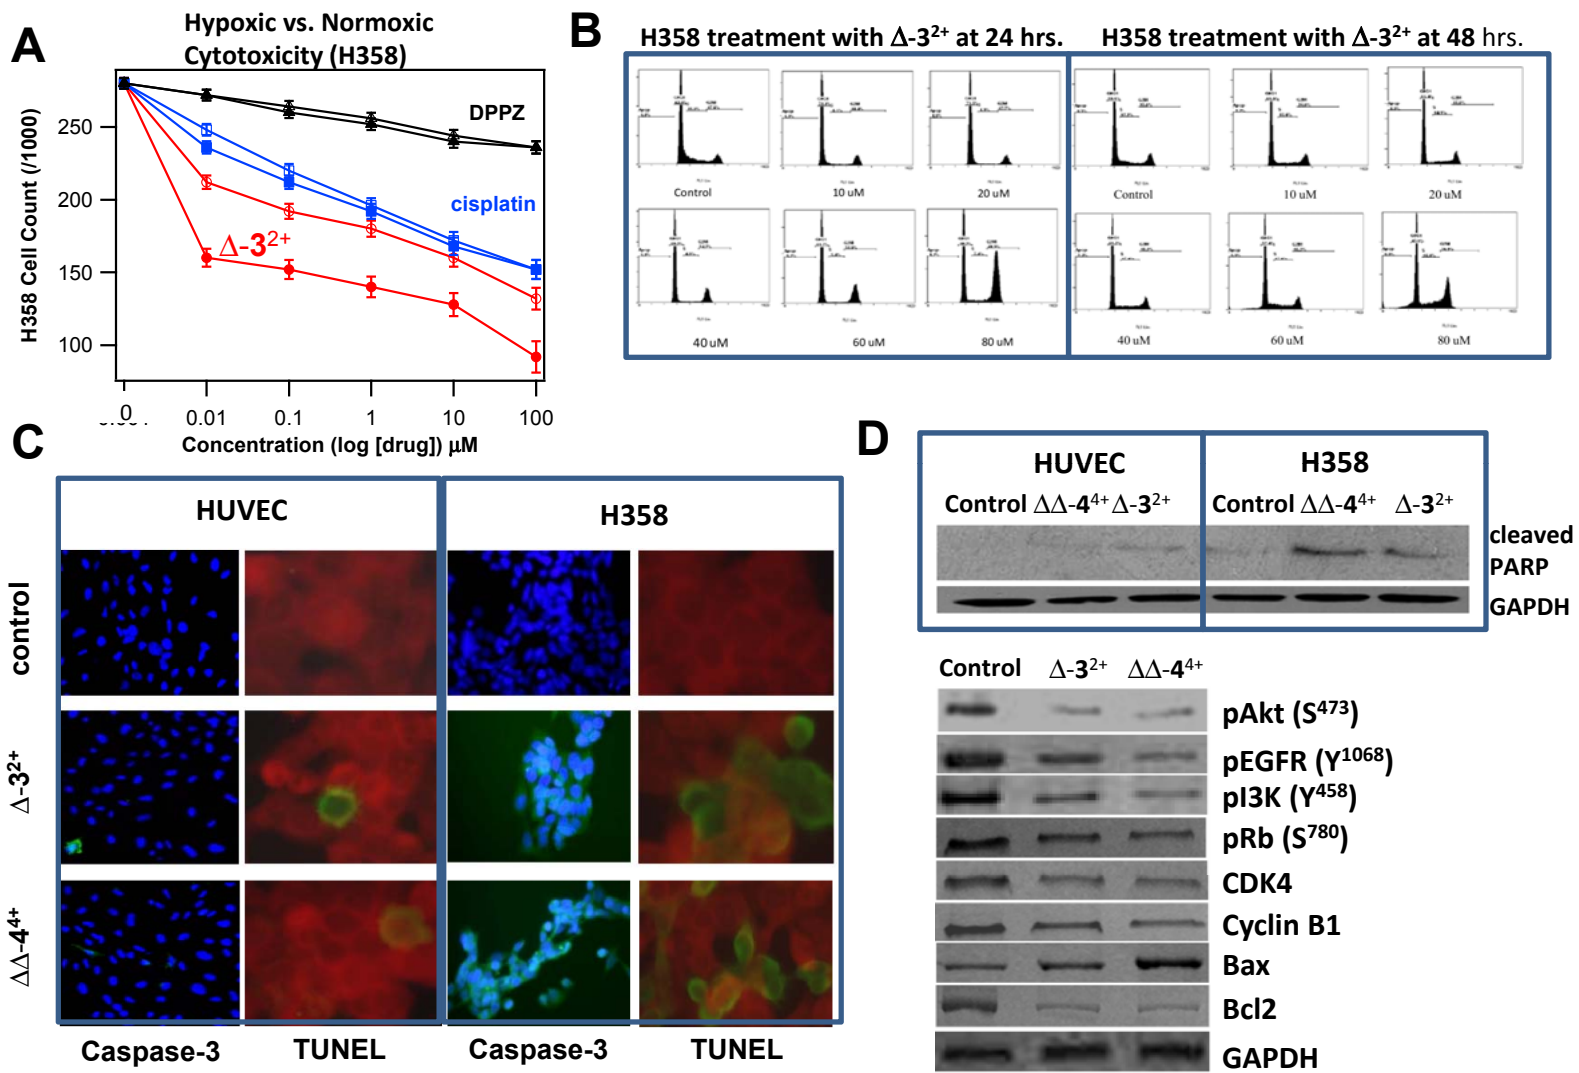 A
Hypoxic vs. Normoxic
Cytotoxicity (H358)
H358 Cell Count (/1000)
250
200
150
100
DPPZ
cisplatin
Δ-3²⁺
0 0.01 0.1 1 10 100
Concentration (log [drug]) μM
B
H358 treatment with Δ-3²⁺ at 24 hrs.
H358 treatment with Δ-3²⁺ at 48 hrs.
Control 10 uM 20 uM
40 uM 60 uM 80 uM
Control 10 uM 20 uM
40 uM 60 uM 80 uM
C
HUVEC H358
control
Δ-3²⁺
ΔΔ-4⁴⁺
Caspase-3 TUNEL Caspase-3 TUNEL
D
HUVEC H358
Control ΔΔ-4⁴⁺ Δ-3²⁺ Control ΔΔ-4⁴⁺ Δ-3²⁺
cleaved
PARP
GAPDH
Control Δ-3²⁺ ΔΔ-4⁴⁺
pAkt (S⁴⁷³)
pEGFR (Y¹⁰⁶⁸)
pI3K (Y⁴⁵⁸)
pRb (S⁷⁸⁰)
CDK4
Cyclin B1
Bax
Bcl2
GAPDH